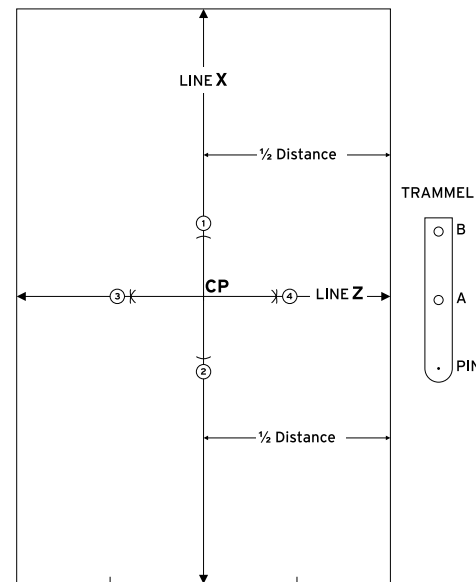 LINE X
½ Distance
TRAMMEL
B
1
CP
3
4
LINE Z
A
2
PIN
½ Distance